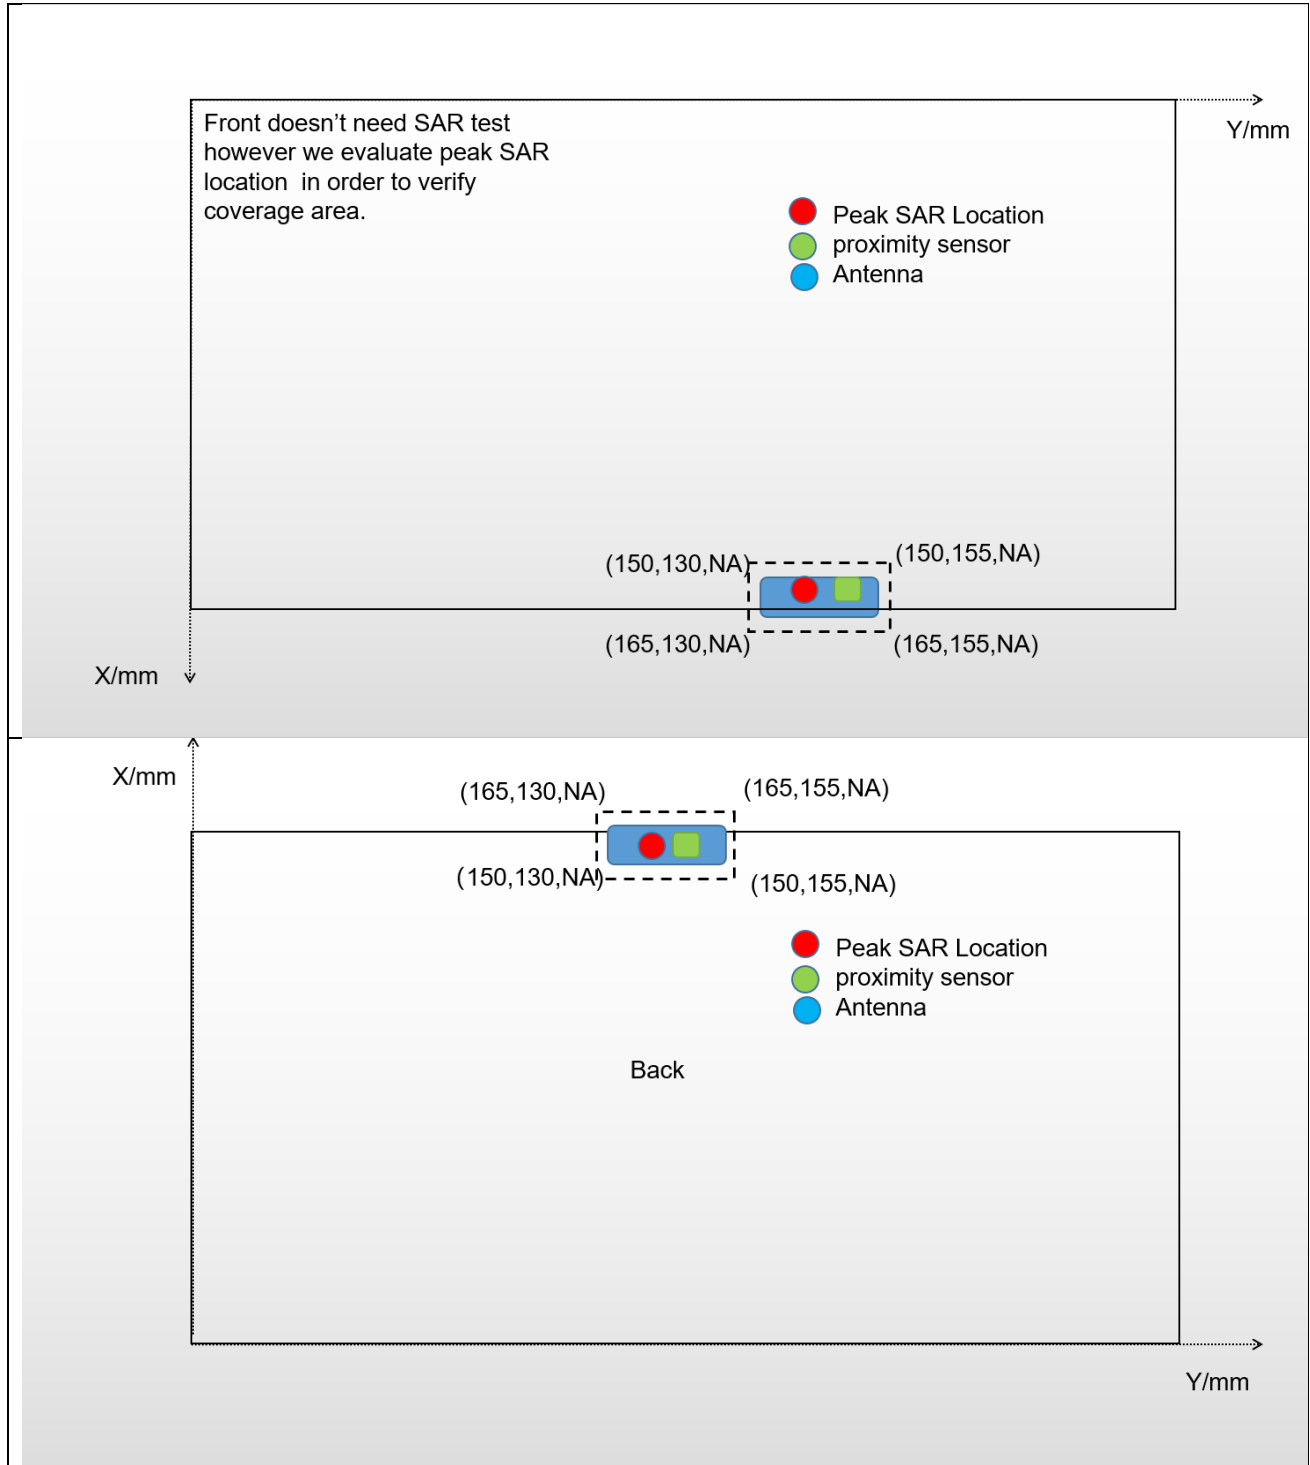 Front doesn’t need SAR test
however we evaluate peak SAR
location  in order to verify
coverage area.
Y/mm
Peak SAR Location
proximity sensor
Antenna
(150,130,NA)
(150,155,NA)
(165,130,NA)
(165,155,NA)
X/mm
X/mm
(165,130,NA)
(165,155,NA)
(150,130,NA)
(150,155,NA)
Peak SAR Location
proximity sensor
Antenna
Back
Y/mm